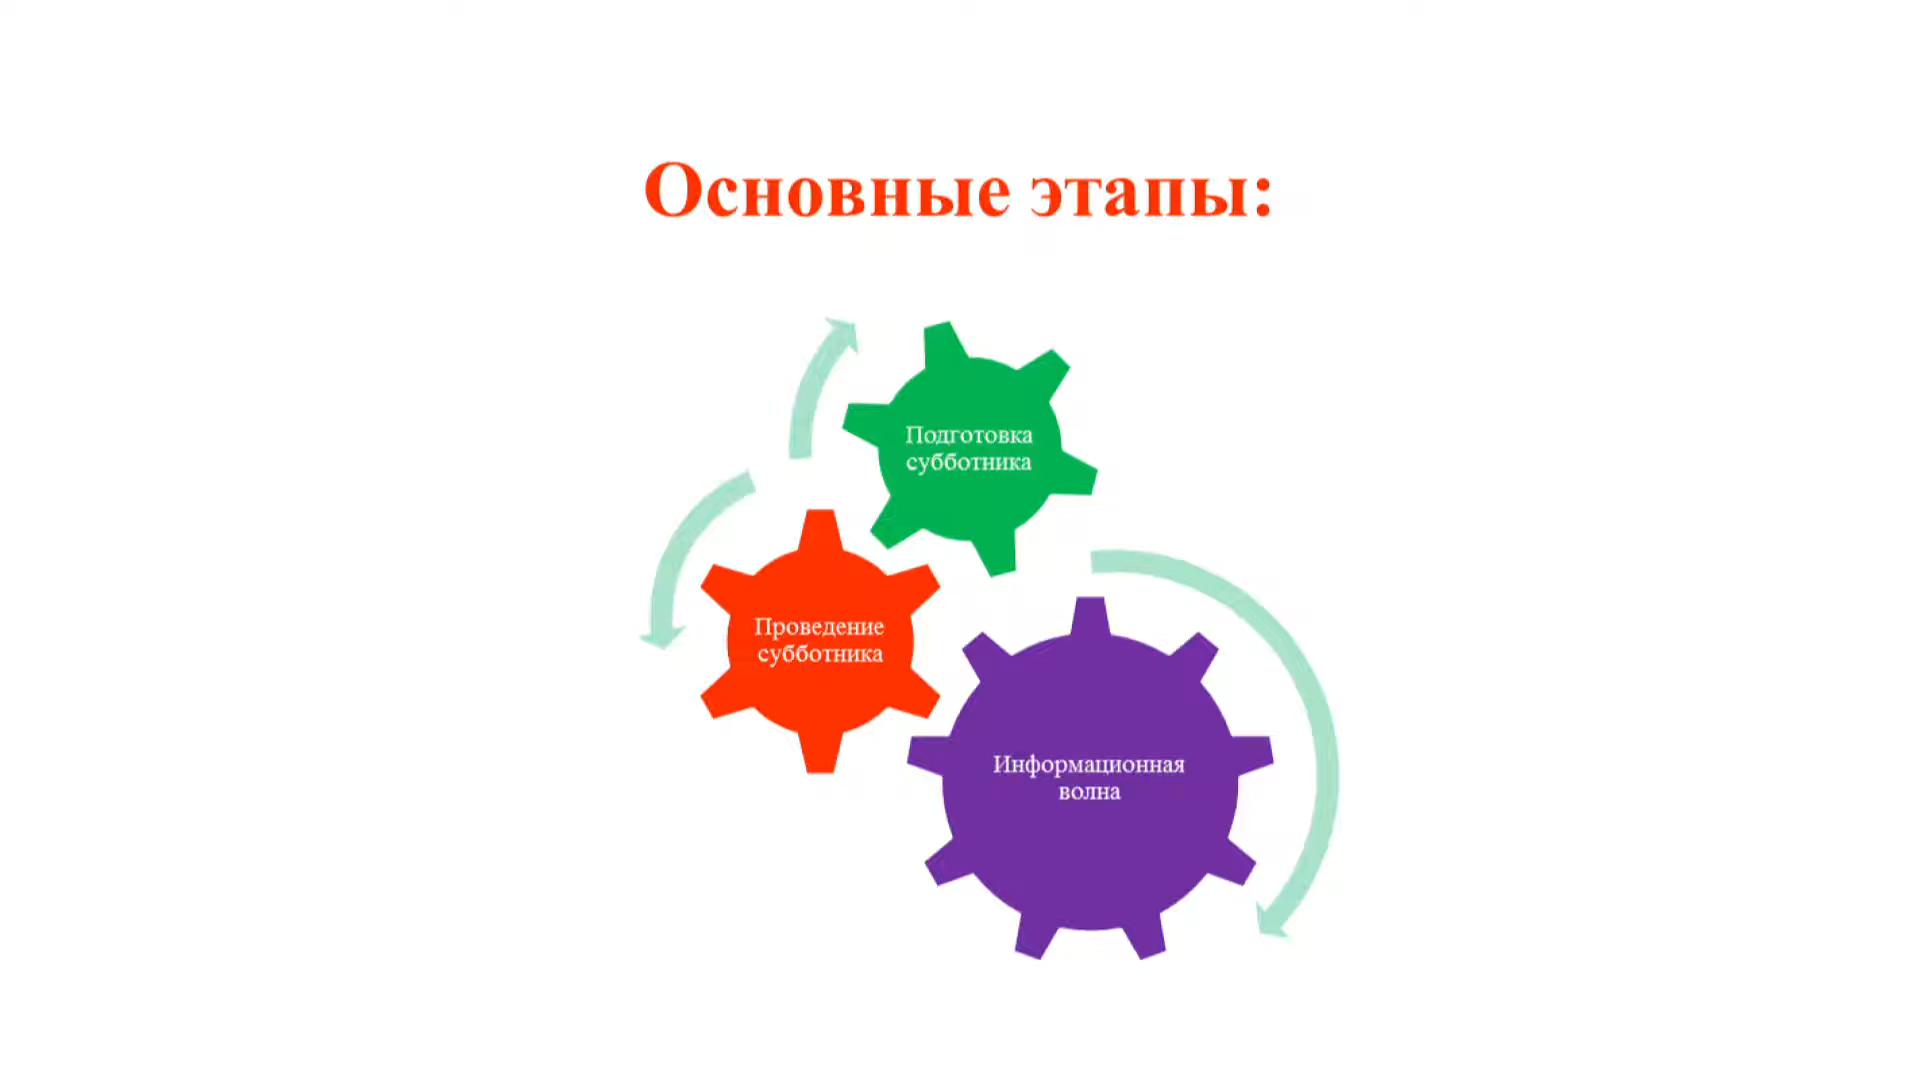 Основные этапы:
Подготовка
субботника
Проведение
субботника
Информационная
волна